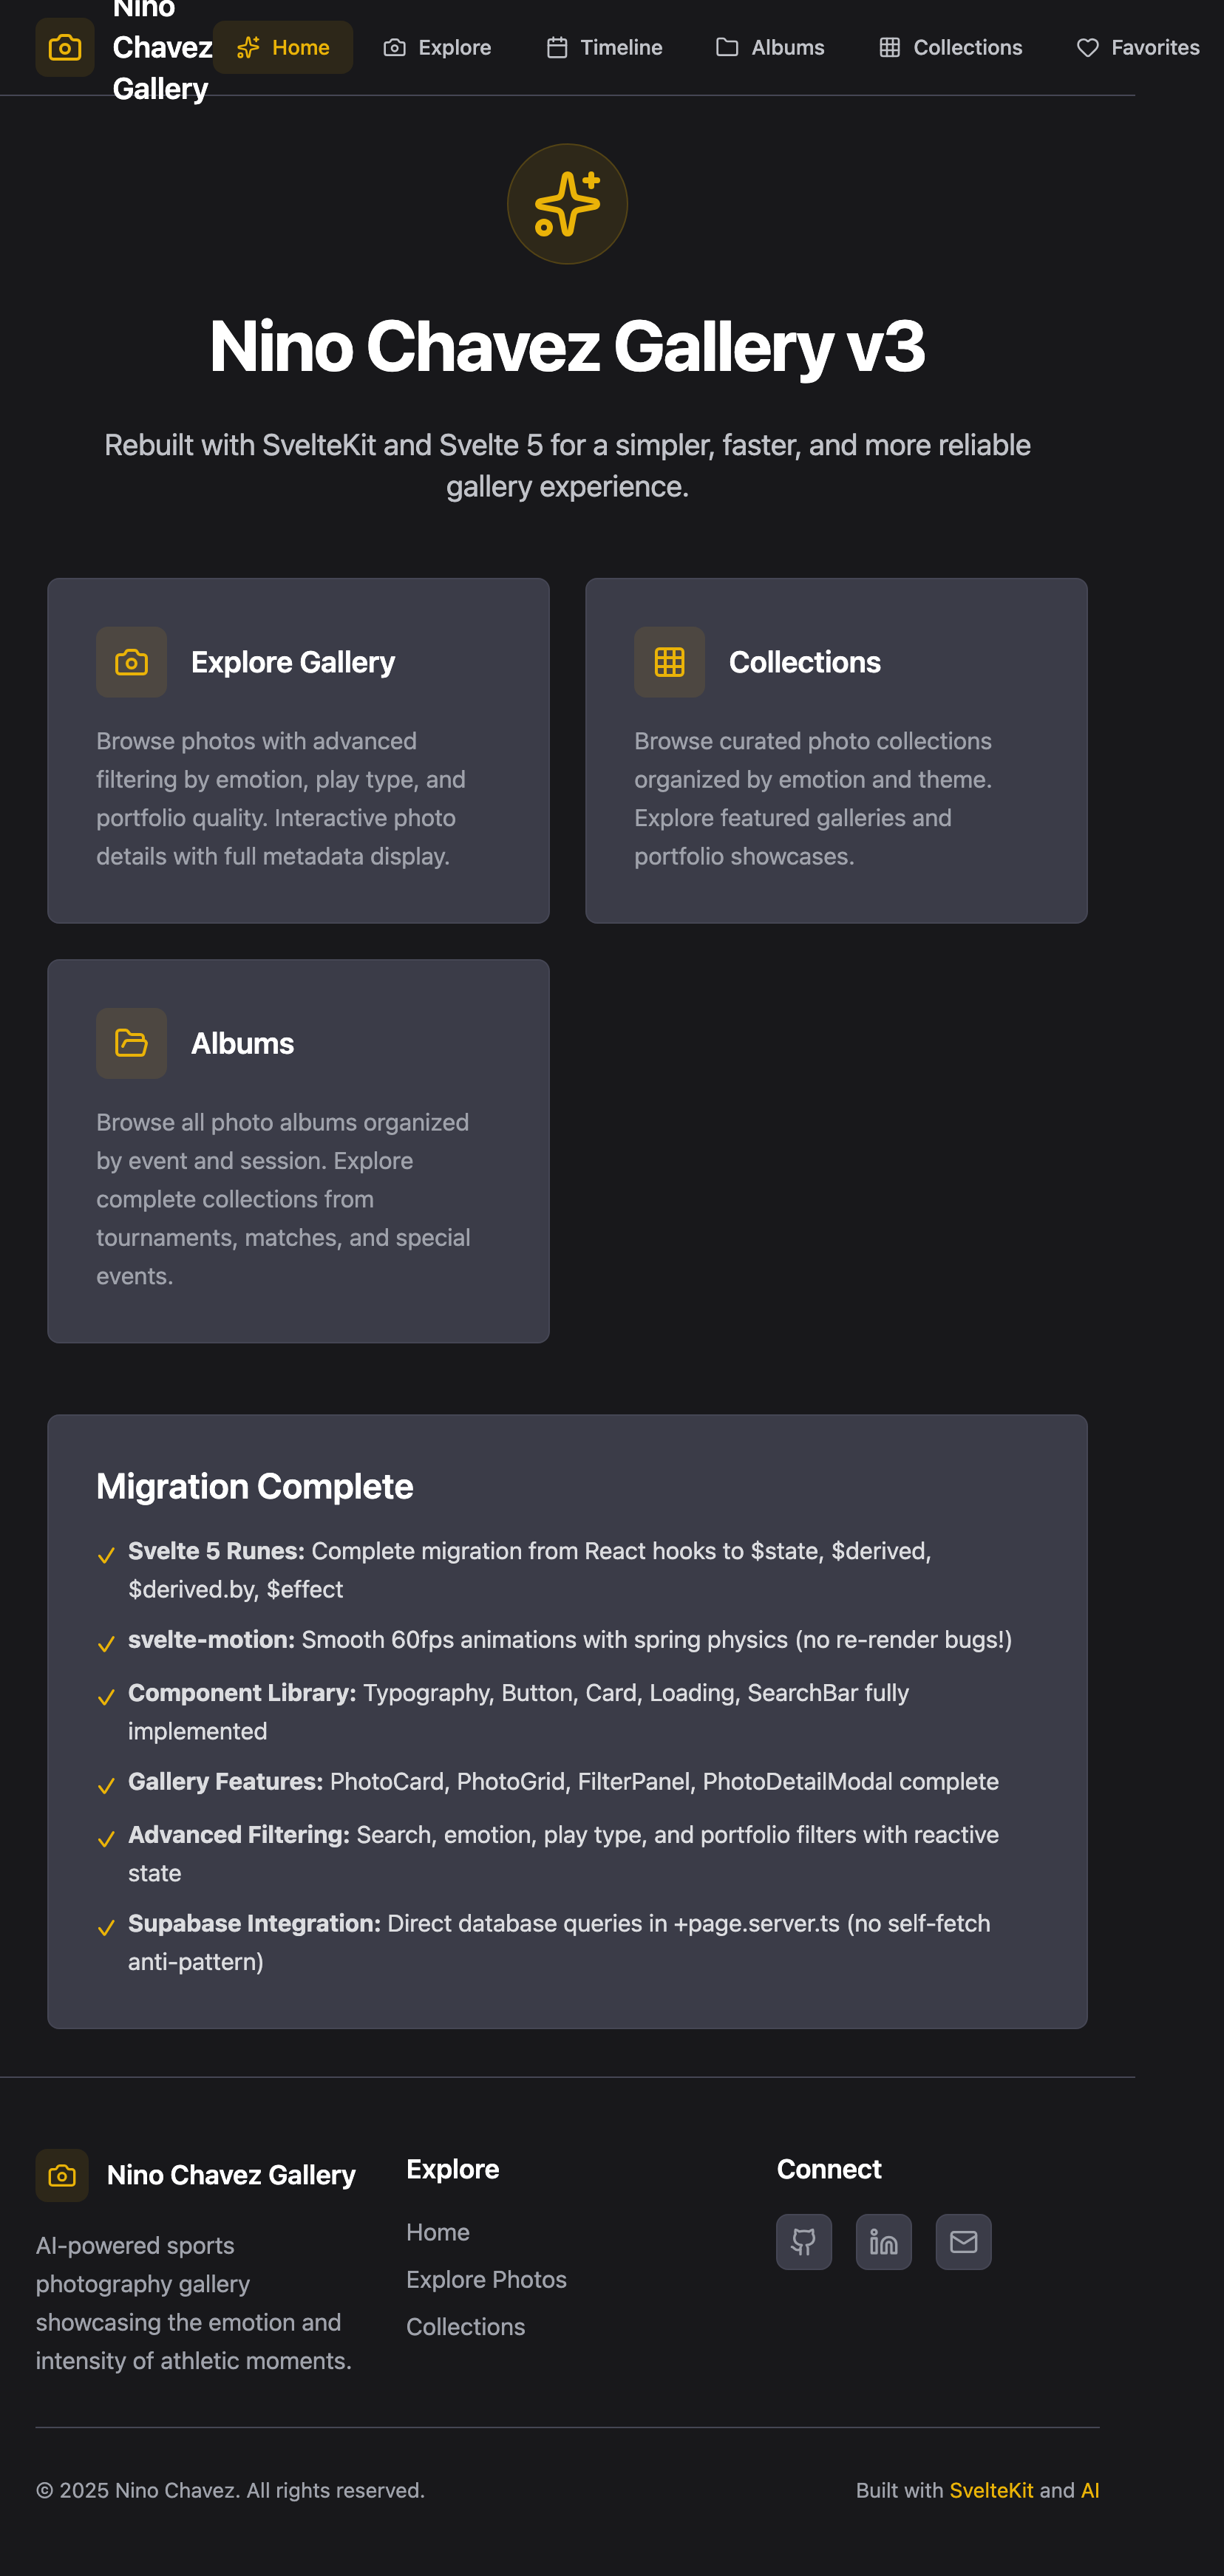 Nino
Chavez
Gallery
Home
Explore
Timeline
Albums
Collections
Favorites
Nino Chavez Gallery v3
Rebuilt with SvelteKit and Svelte 5 for a simpler, faster, and more reliable
gallery experience.
Explore Gallery
Browse photos with advanced
filtering by emotion, play type, and
portfolio quality. Interactive photo
details with full metadata display.
Collections
Browse curated photo collections
organized by emotion and theme.
Explore featured galleries and
portfolio showcases.
Albums
Browse all photo albums organized
by event and session. Explore
complete collections from
tournaments, matches, and special
events.
Migration Complete
Svelte 5 Runes: Complete migration from React hooks to $state, $derived,
$derived.by, $effect
svelte-motion: Smooth 60fps animations with spring physics (no re-render bugs!)
Component Library: Typography, Button, Card, Loading, SearchBar fully
implemented
Gallery Features: PhotoCard, PhotoGrid, FilterPanel, PhotoDetailModal complete
Advanced Filtering: Search, emotion, play type, and portfolio filters with reactive
state
Supabase Integration: Direct database queries in +page.server.ts (no self-fetch
anti-pattern)
Nino Chavez Gallery
AI-powered sports
photography gallery
showcasing the emotion and
intensity of athletic moments.
Explore
Home
Explore Photos
Collections
Connect
© 2025 Nino Chavez. All rights reserved.
Built with SvelteKit and AI